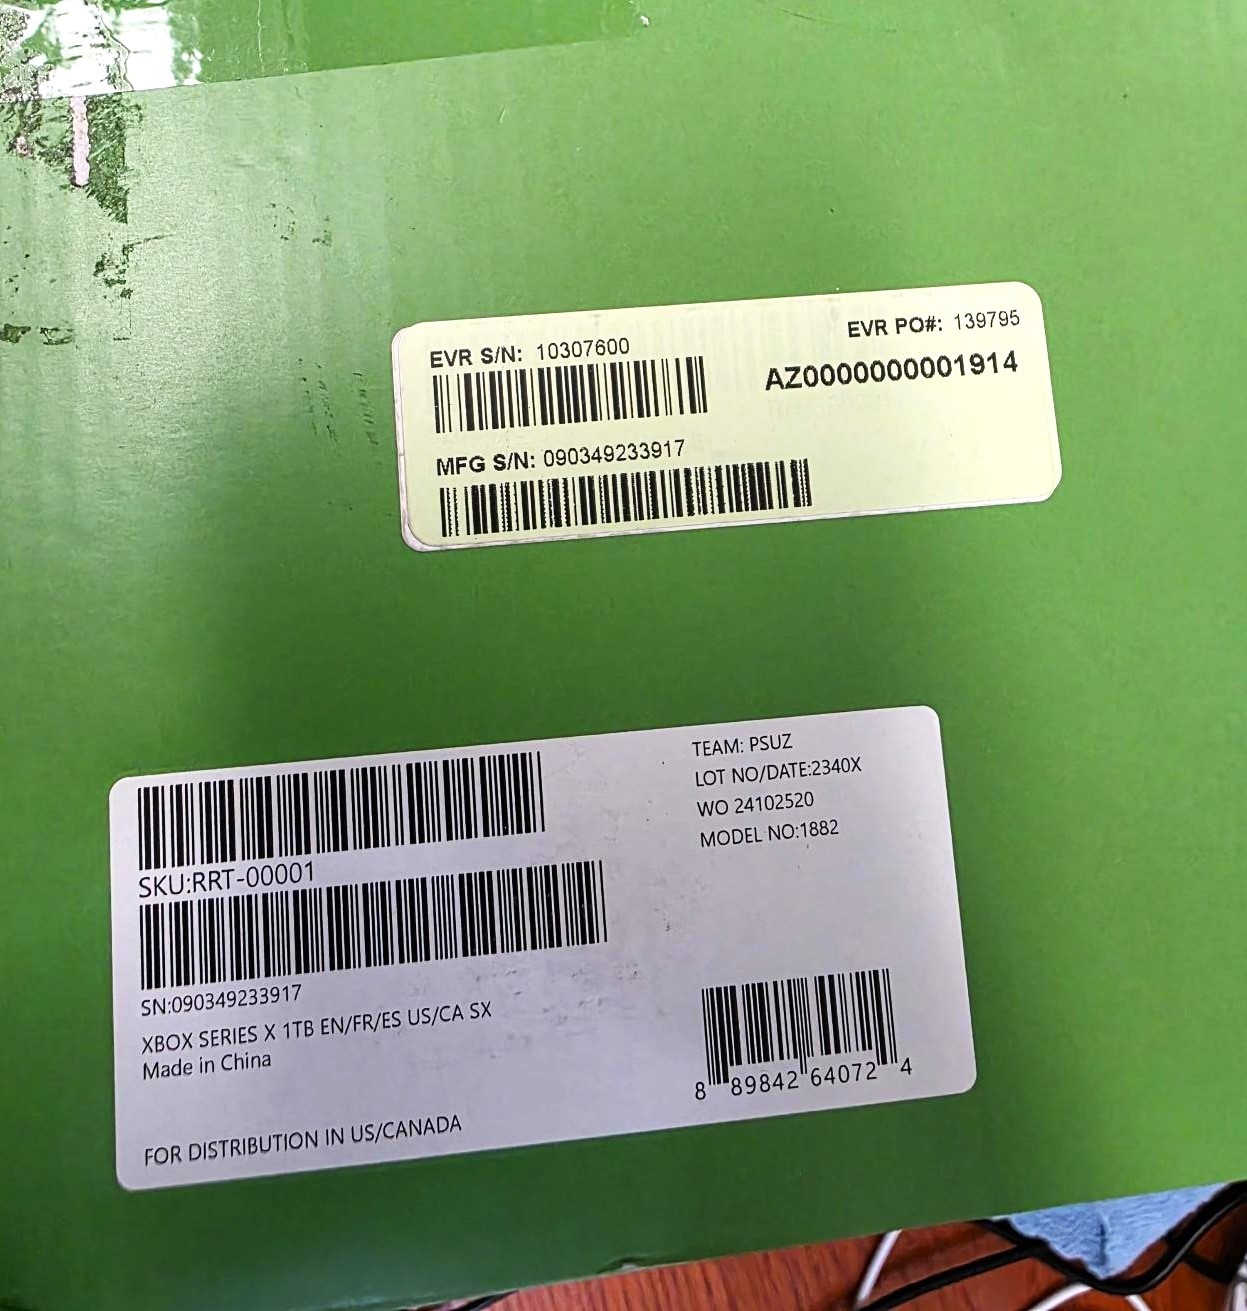 EVR S/N: 10307600
EVR PO#: 139795
AZ0000000001914
MFG S/N: 090349233917
TEAM: PSUZ
LOT NO/DATE:2340X
WO 24102520
MODEL NO:1882
SKU:RRT-00001
SN:090349233917
XBOX SERIES X 1TB EN/FR/ES US/CA SX
Made in China
8 89842 64072 4
FOR DISTRIBUTION IN US/CANADA